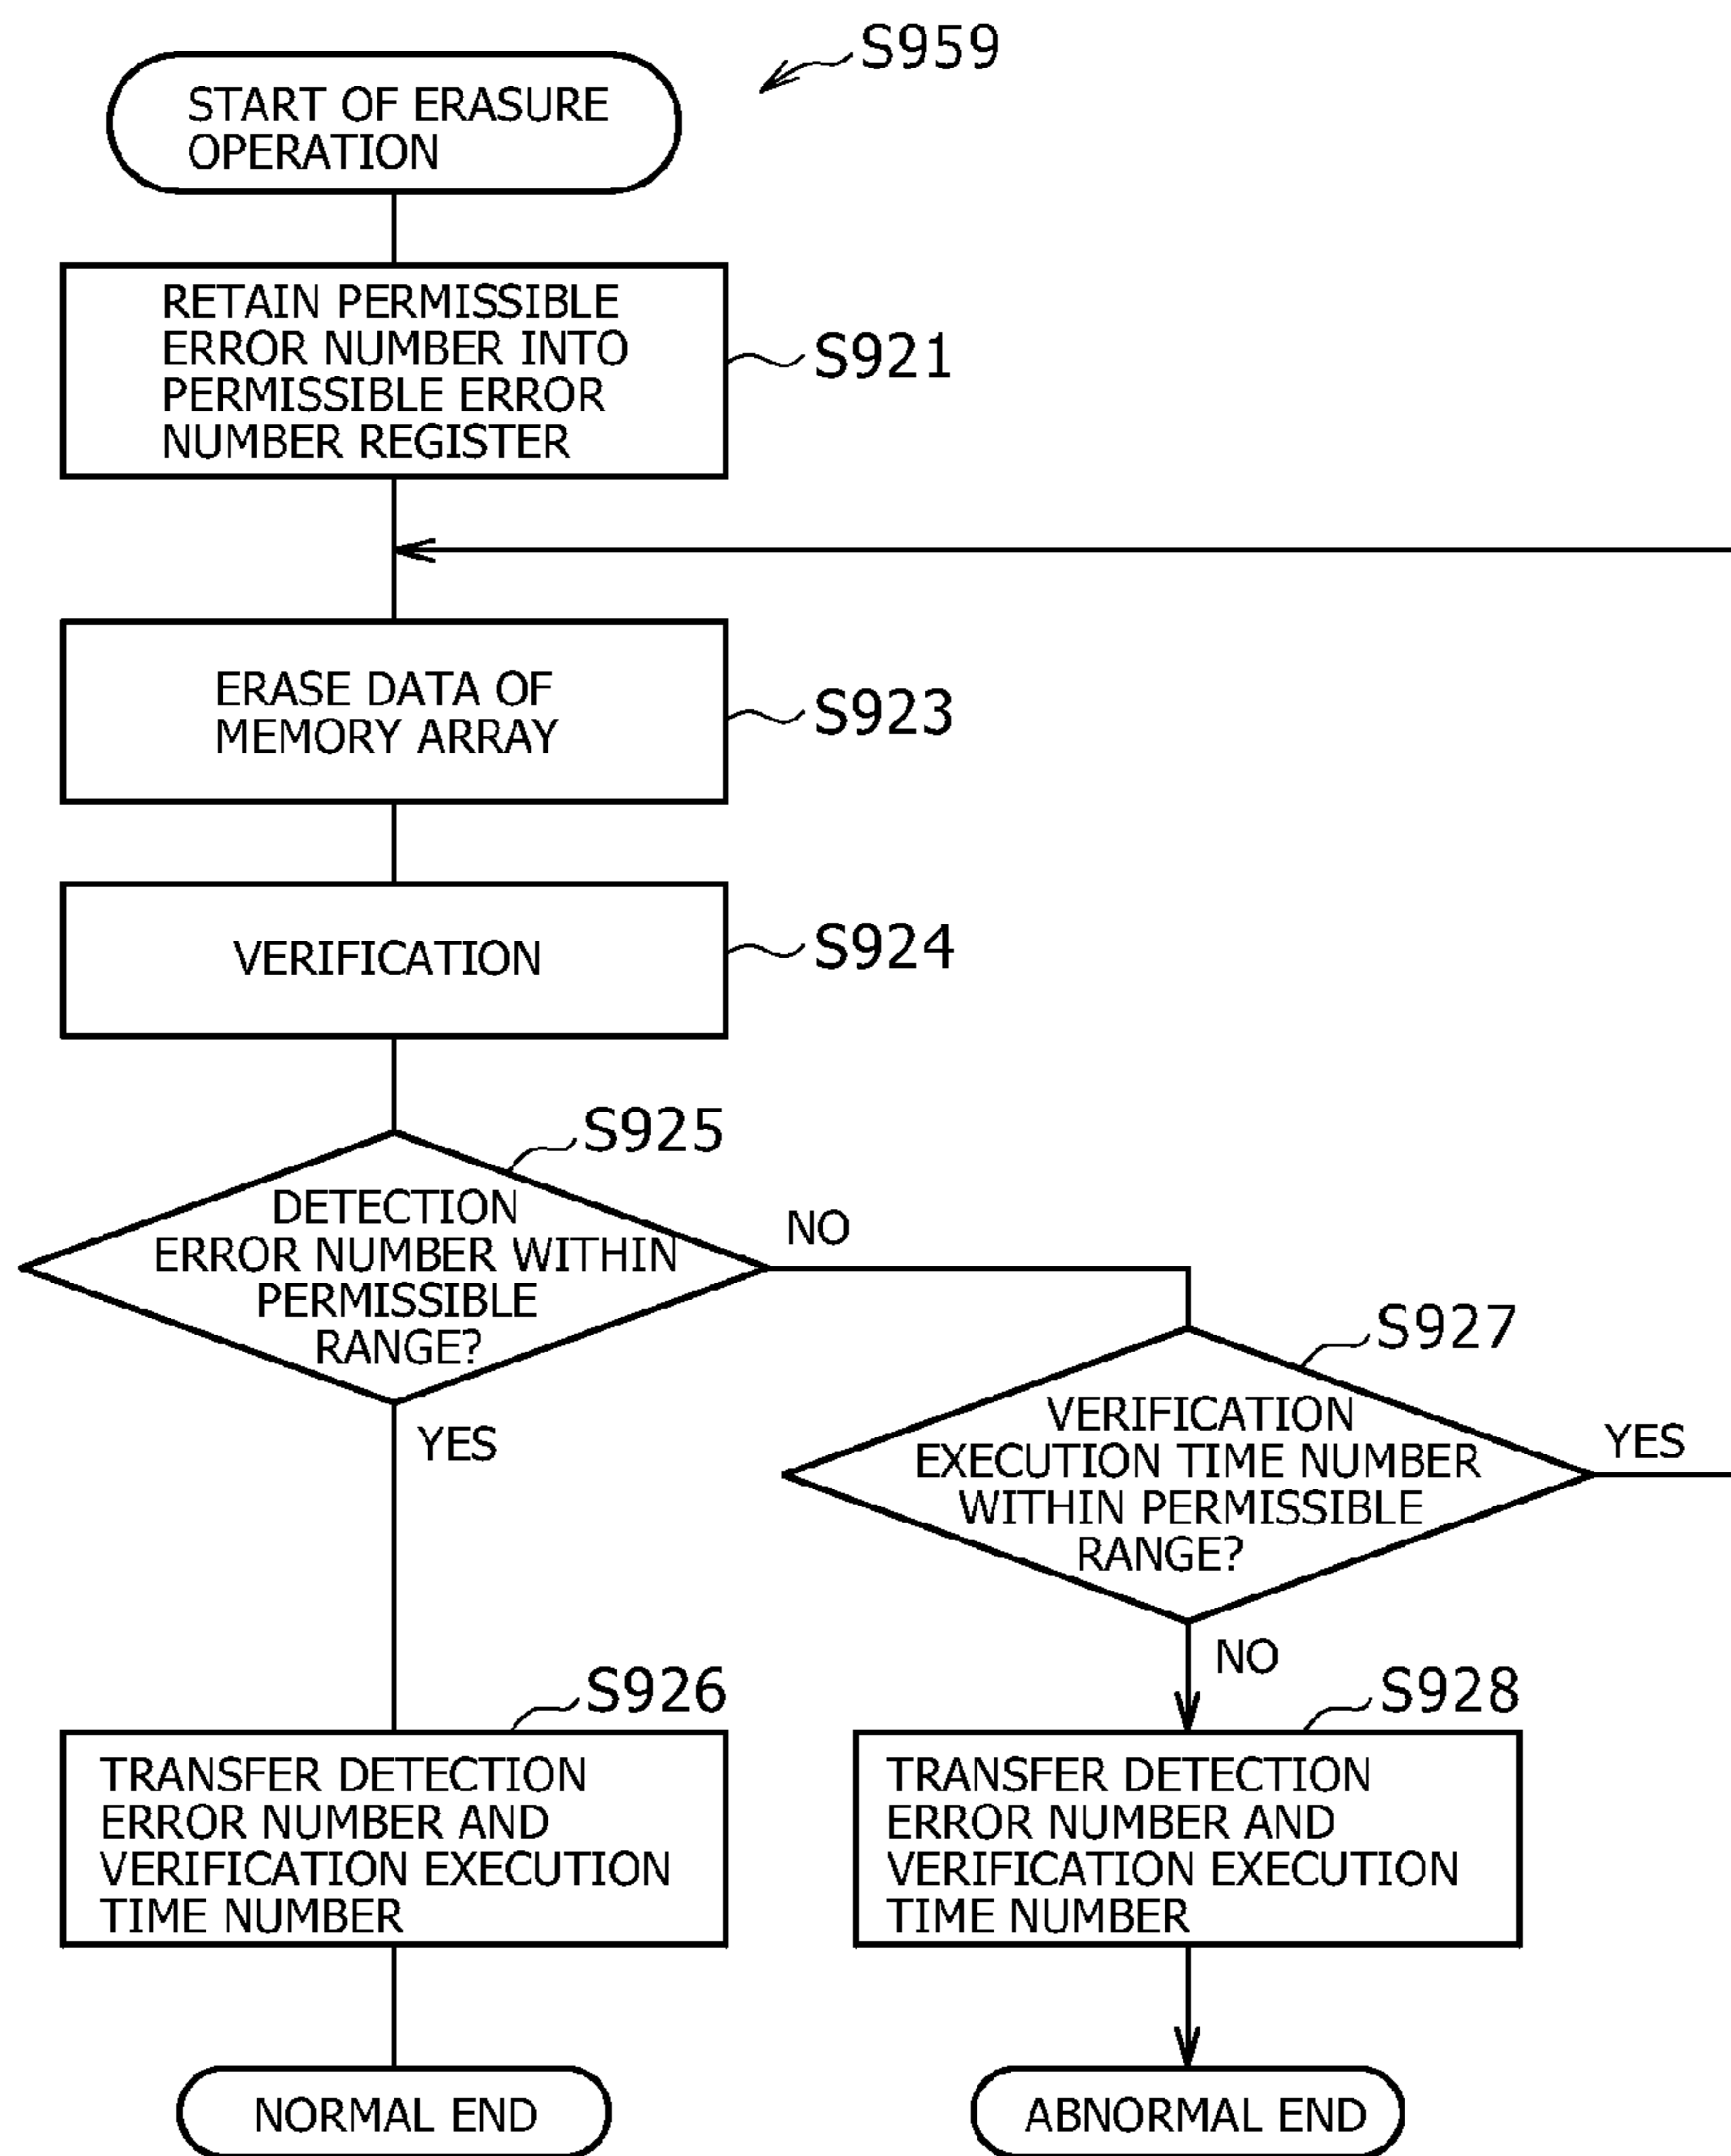 S959
START OF ERASURE
OPERATION
RETAIN PERMISSIBLE
ERROR NUMBER INTO
PERMISSIBLE ERROR
NUMBER REGISTER
S921
ERASE DATA OF
MEMORY ARRAY
S923
VERIFICATION
S924
S925
DETECTION
ERROR NUMBER WITHIN
PERMISSIBLE
RANGE?
NO
YES
S927
VERIFICATION
EXECUTION TIME NUMBER
WITHIN PERMISSIBLE
RANGE?
YES
NO
S926
TRANSFER DETECTION
ERROR NUMBER AND
VERIFICATION EXECUTION
TIME NUMBER
S928
TRANSFER DETECTION
ERROR NUMBER AND
VERIFICATION EXECUTION
TIME NUMBER
NORMAL END
ABNORMAL END